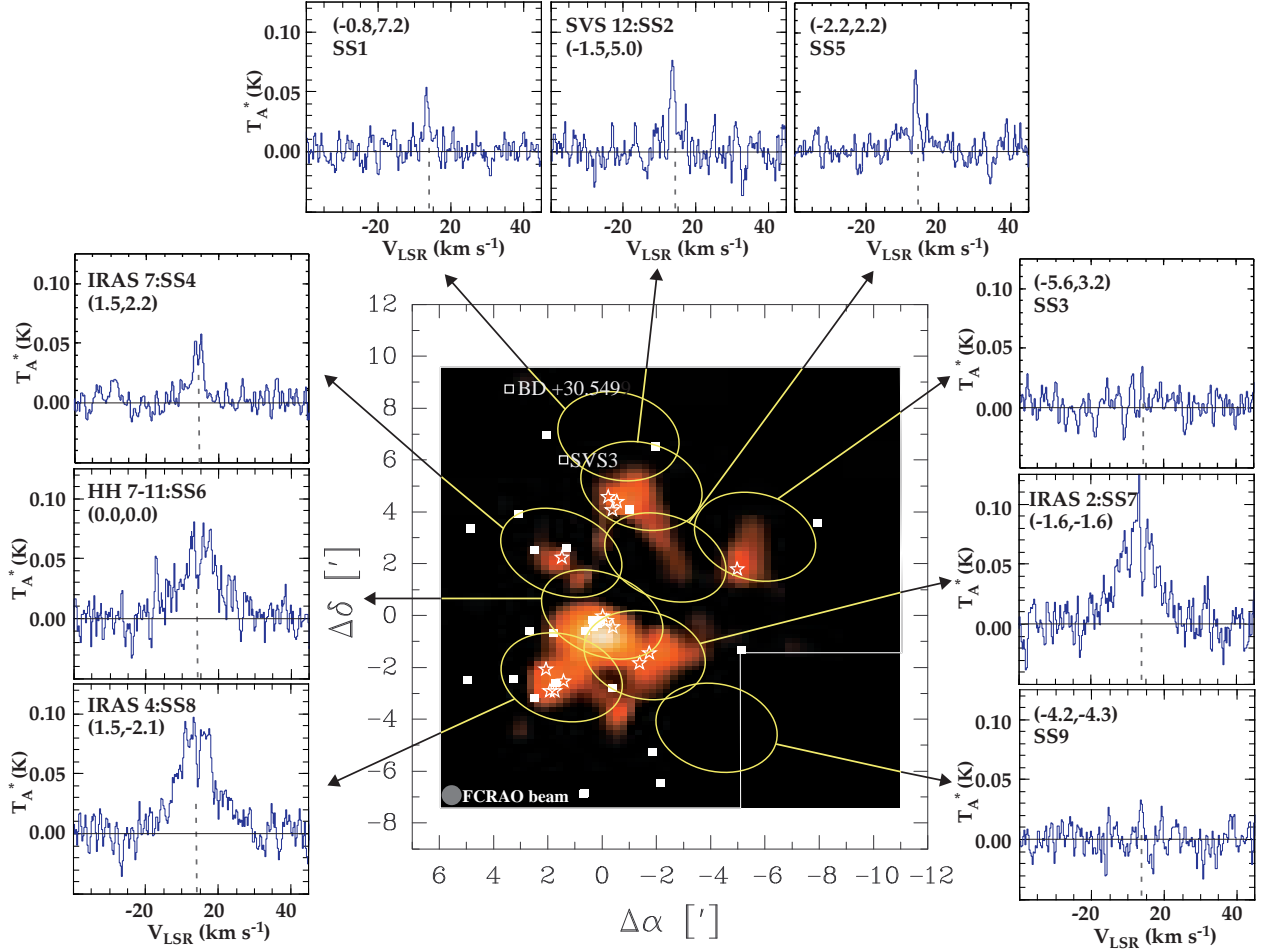 (-0.8,7.2)
SS1
SVS 12:SS2
(-1.5,5.0)
(-2.2,2.2)
SS5
T_A^* (K)
0.10
0.05
0.00
-20 0 20 40
-20 0 20 40
-20 0 20 40
V_LSR (km s⁻¹)
V_LSR (km s⁻¹)
V_LSR (km s⁻¹)
IRAS 7:SS4
(1.5,2.2)
T_A^* (K)
0.10
0.05
0.00
HH 7-11:SS6
(0.0,0.0)
T_A^* (K)
0.10
0.05
0.00
IRAS 4:SS8
(1.5,-2.1)
T_A^* (K)
0.10
0.05
0.00
-20 0 20 40
V_LSR (km s⁻¹)
12
10
8
6
4
2
0
-2
-4
-6
-8
Δδ [']
BD +30.549
SVS3
FCRAO beam
6 4 2 0 -2 -4 -6 -8 -10 -12
Δα [']
(-5.6,3.2)
SS3
T_A^* (K)
0.10
0.05
0.00
IRAS 2:SS7
(-1.6,-1.6)
T_A^* (K)
0.10
0.05
0.00
(-4.2,-4.3)
SS9
T_A^* (K)
0.10
0.05
0.00
-20 0 20 40
V_LSR (km s⁻¹)